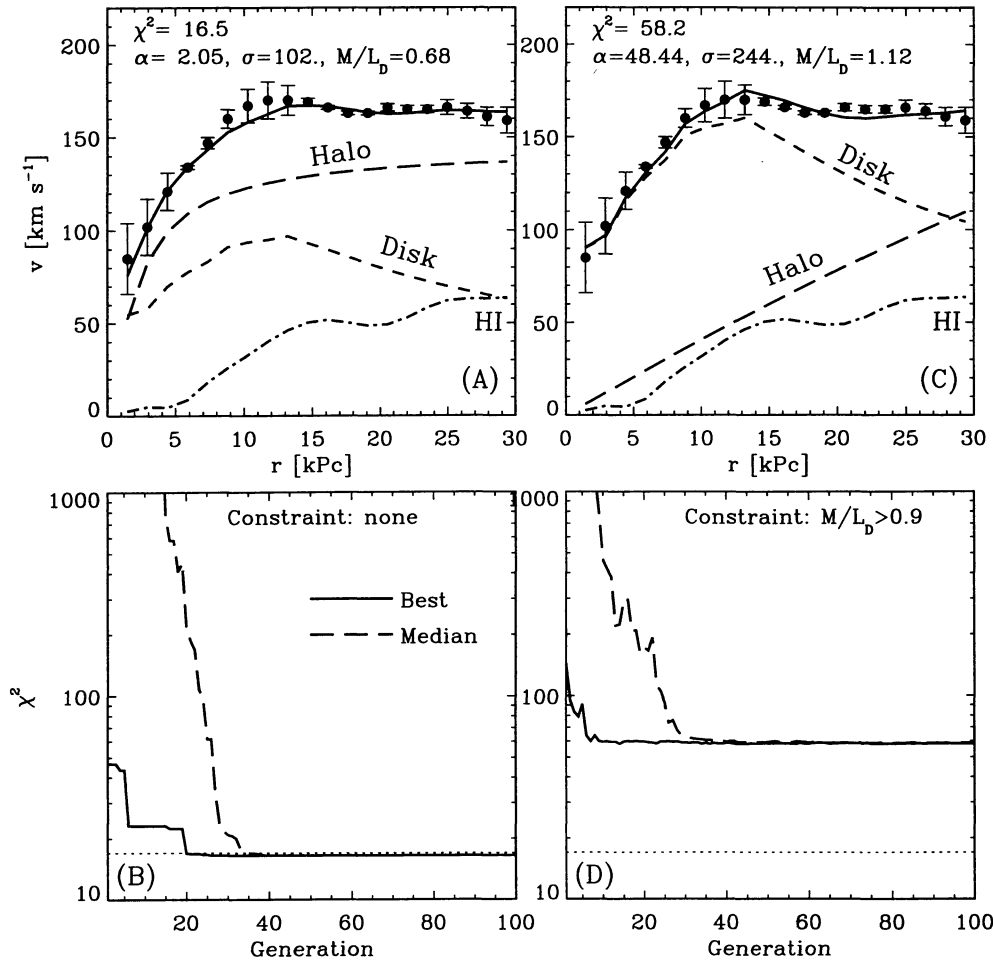 χ²= 16.5
α= 2.05, σ=102., M/L_D=0.68
200
150
100
50
0
v [km s⁻¹]
Halo
Disk
HI
(A)
0 5 10 15 20 25 30
r [kPc]
χ²= 58.2
α=48.44, σ=244., M/L_D=1.12
200
150
100
50
0
Disk
Halo
HI
(C)
0 5 10 15 20 25 30
r [kPc]
1000
100
10
χ²
Constraint: none
Best
Median
(B)
20 40 60 80 100
Generation
1000
100
10
Constraint: M/L_D>0.9
(D)
20 40 60 80 100
Generation